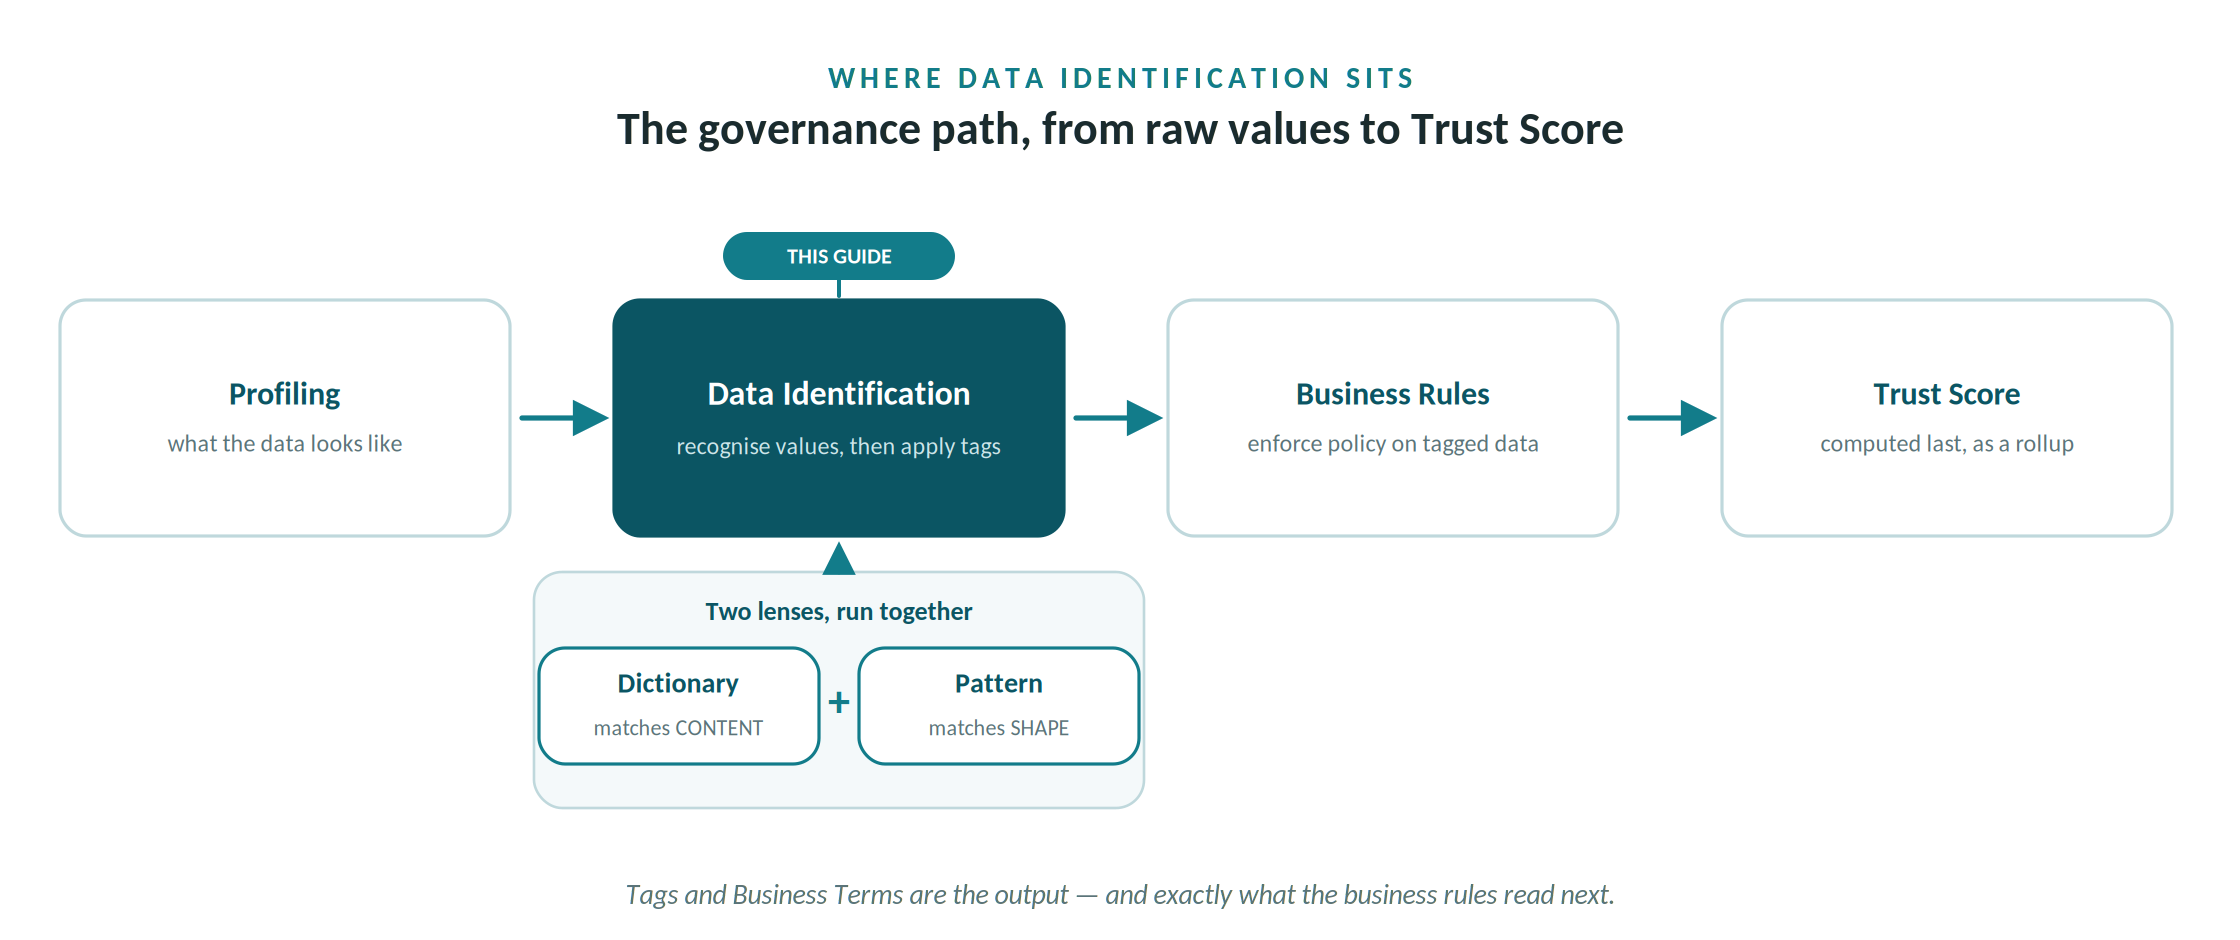 WHERE DATA IDENTIFICATION SITS
The governance path, from raw values to Trust Score
THIS GUIDE
Profiling
what the data looks like
Data Identification
recognise values, then apply tags
Business Rules
enforce policy on tagged data
Trust Score
computed last, as a rollup
Two lenses, run together
Dictionary
matches CONTENT
+
Pattern
matches SHAPE
Tags and Business Terms are the output — and exactly what the business rules read next.